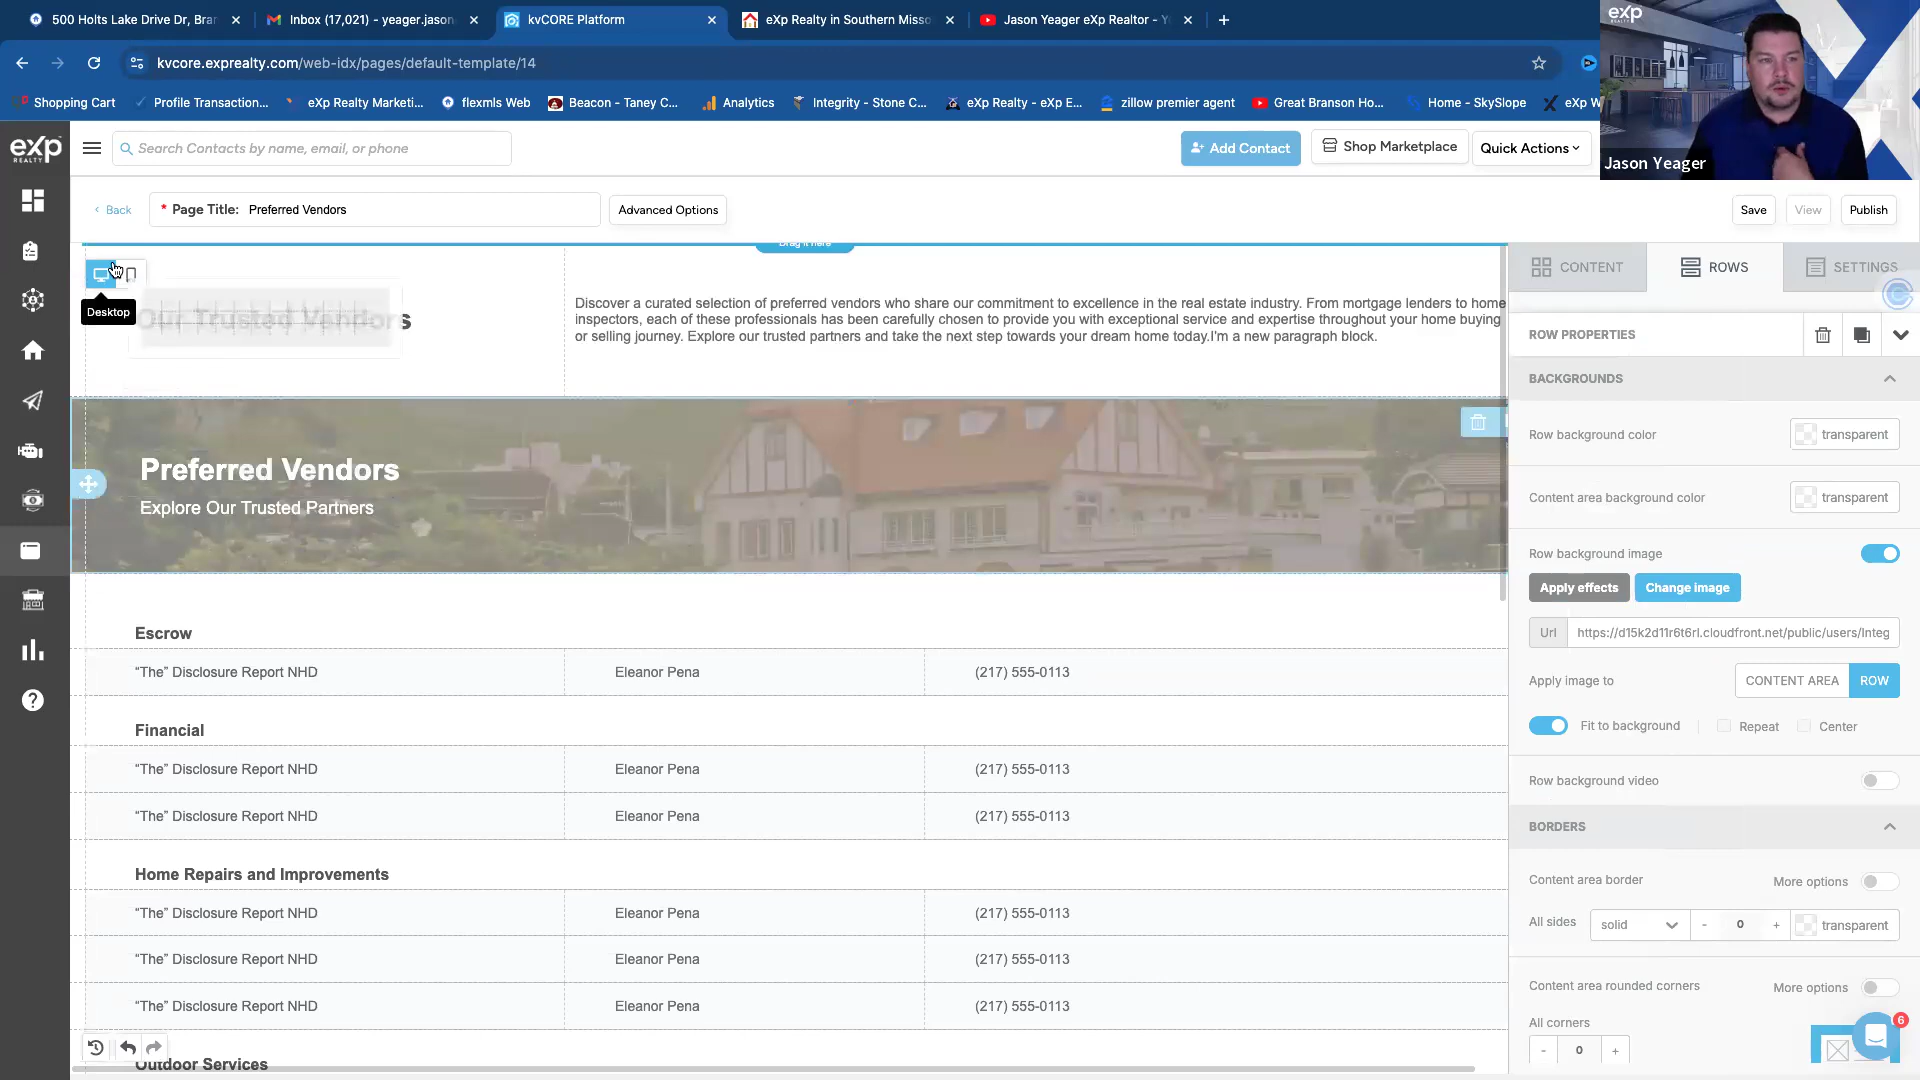 500 Holts Lake Drive Dr, Bran
Inbox (17,021) - yeager.jason
kvCORE Platform
eXp Realty in Southern Misso
Jason Yeager eXp Realtor - Y
kvcore.exprealty.com/web-idx/pages/default-template/14
Shopping Cart
Profile Transaction...
eXp Realty Marketi...
flexmls Web
Beacon - Taney C...
Analytics
Integrity - Stone C...
eXp Realty - eXp E...
zillow premier agent
Great Branson Ho...
Home - SkySlope
eXp W
eXp
REALTY
Jason Yeager
eXp
REALTY
Search Contacts by name, email, or phone
Add Contact
Shop Marketplace
Quick Actions
Back
* Page Title: Preferred Vendors
Advanced Options
Save
View
Publish
Drag it here
CONTENT
ROWS
SETTINGS
Desktop
Our Trusted Vendors
Discover a curated selection of preferred vendors who share our commitment to excellence in the real estate industry. From mortgage lenders to home
inspectors, each of these professionals has been carefully chosen to provide you with exceptional service and expertise throughout your home buying
or selling journey. Explore our trusted partners and take the next step towards your dream home today.I'm a new paragraph block.
Preferred Vendors
Explore Our Trusted Partners
Escrow
“The” Disclosure Report NHD
Eleanor Pena
(217) 555-0113
Financial
“The” Disclosure Report NHD
Eleanor Pena
(217) 555-0113
“The” Disclosure Report NHD
Eleanor Pena
(217) 555-0113
Home Repairs and Improvements
“The” Disclosure Report NHD
Eleanor Pena
(217) 555-0113
“The” Disclosure Report NHD
Eleanor Pena
(217) 555-0113
“The” Disclosure Report NHD
Eleanor Pena
(217) 555-0113
Outdoor Services
ROW PROPERTIES
BACKGROUNDS
Row background color
transparent
Content area background color
transparent
Row background image
Apply effects
Change image
Url
https://d15k2d11r6t6rl.cloudfront.net/public/users/Integ
Apply image to
CONTENT AREA
ROW
Fit to background
Repeat
Center
Row background video
BORDERS
Content area border
More options
All sides
solid
- 0 +
transparent
Content area rounded corners
More options
All corners
- 0 +
6